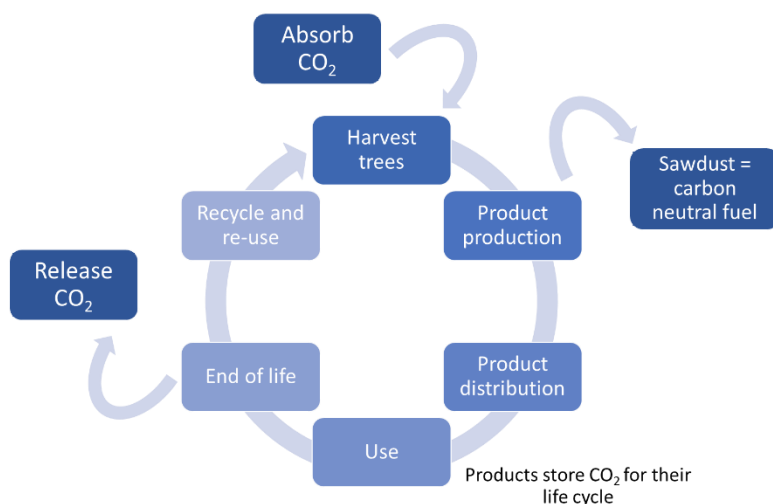 Absorb
CO₂
Harvest
trees
Sawdust =
carbon
neutral fuel
Recycle and
re-use
Product
production
Release
CO₂
End of life
Product
distribution
Use
Products store CO₂ for their
life cycle